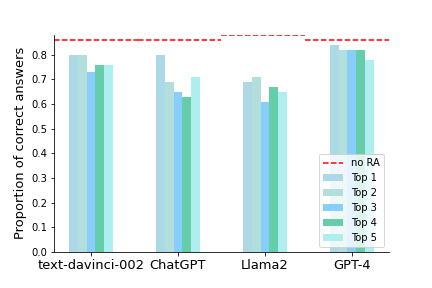 Proportion of correct answers
0.8
0.7
0.6
0.5
0.4
0.3
0.2
0.1
0.0
text-davinci-002 ChatGPT Llama2 GPT-4
no RA
Top 1
Top 2
Top 3
Top 4
Top 5